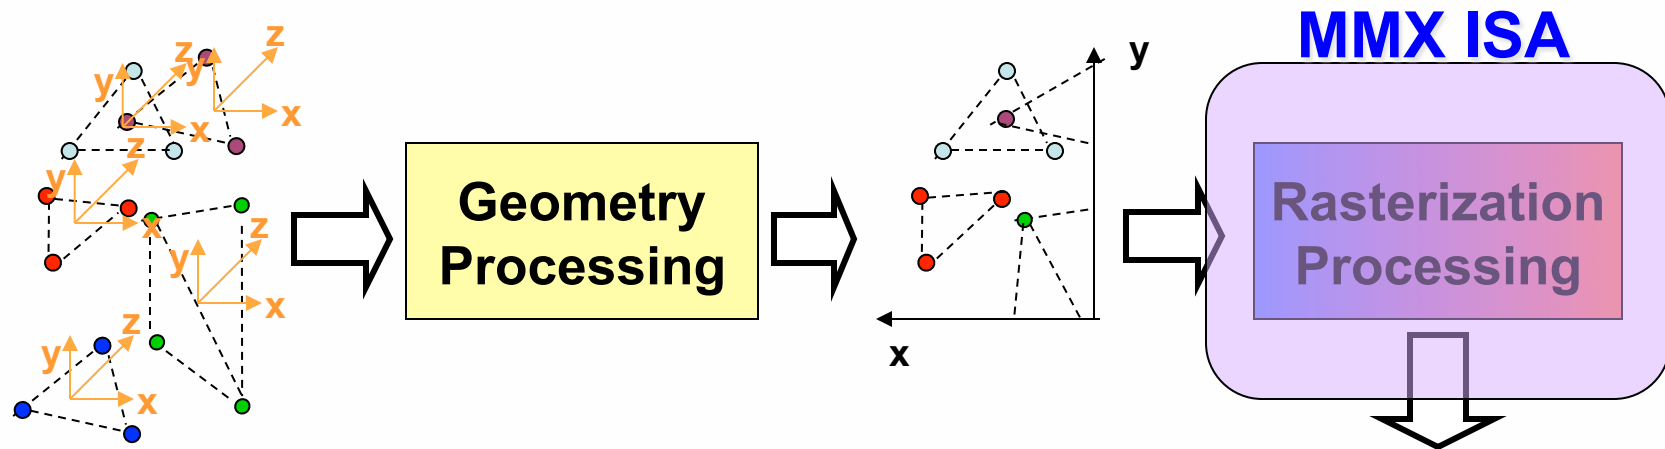 MMX ISA
z
z
y
y
x
x
z
y
x
z
y
x
z
y
x
Geometry
Processing
y
x
Rasterization
Processing